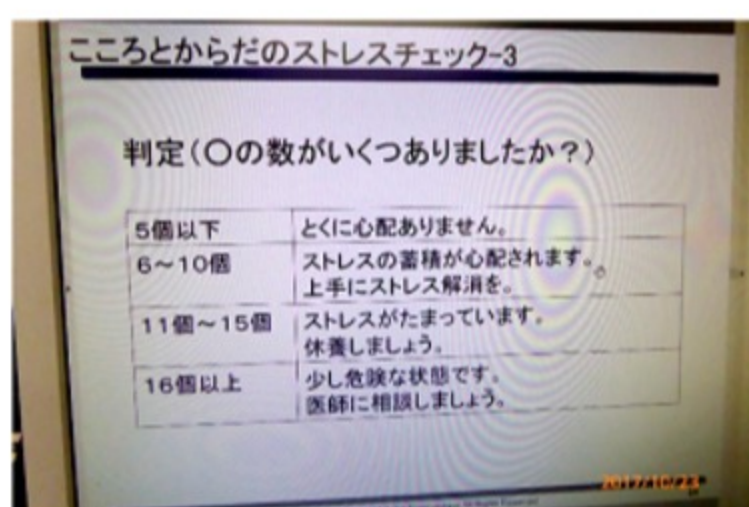 こころとからだのストレスチェック-3
判定(〇の数がいくつありましたか？)
5個以下
とくに心配ありません。
6～10個
ストレスの蓄積が心配されます。
上手にストレス解消を。
11個～15個
ストレスがたまっています。
休養しましょう。
16個以上
少し危険な状態です。
医師に相談しましょう。
2017/10/23